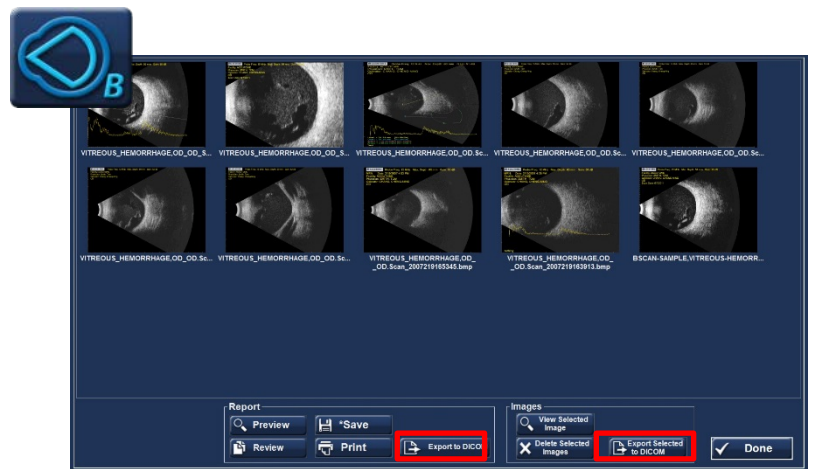 B
VITREOUS_HEMORRHAGE,OD_OD_S...
VITREOUS_HEMORRHAGE,OD_OD_S...
VITREOUS_HEMORRHAGE,OD_OD.Sc...
VITREOUS_HEMORRHAGE,OD_OD.Sc...
VITREOUS_HEMORRHAGE,OD_OD.Sc...
VITREOUS_HEMORRHAGE,OD_OD.Sc...
VITREOUS_HEMORRHAGE,OD_OD.Sc...
VITREOUS_HEMORRHAGE,OD_
_OD.Scan_2007219165345.bmp
VITREOUS_HEMORRHAGE,OD_
_OD.Scan_2007219163913.bmp
BSCAN-SAMPLE,VITREOUS-HEMORR...
Report
Preview
*Save
Review
Print
Export to DICO
Images
View Selected
Image
Delete Selected
Images
Export Selected
to DICOM
Done